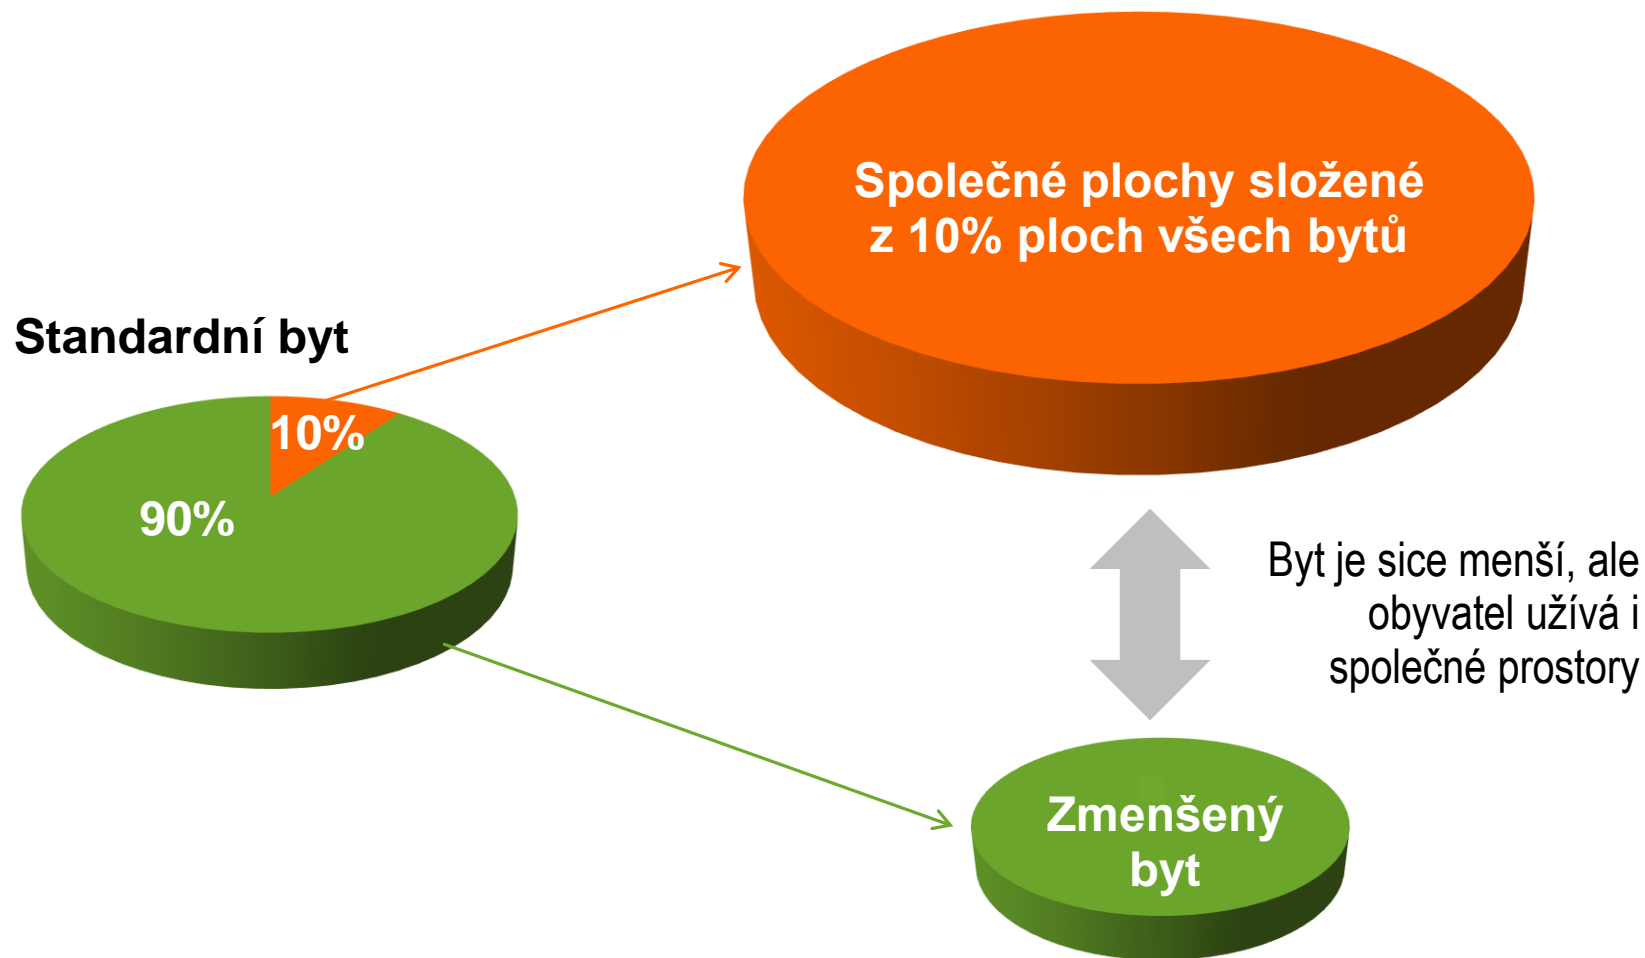 Společné plochy složené
z 10% ploch všech bytů
Standardní byt
10%
90%
Byt je sice menší, ale
obyvatel užívá i
společné prostory
Zmenšený
byt